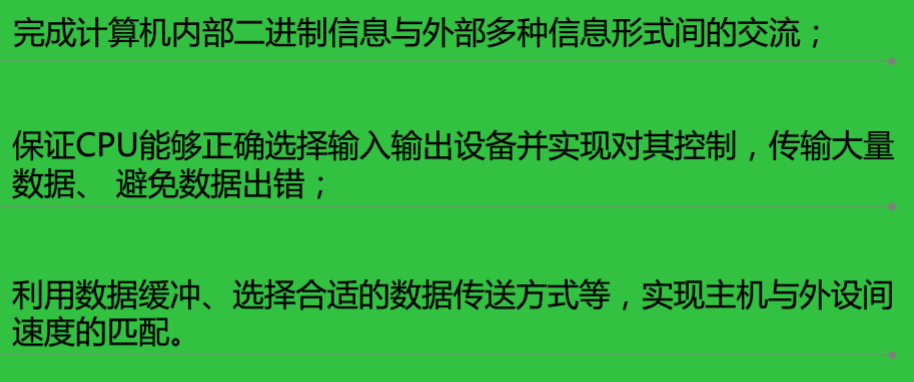 完成计算机内部二进制信息与外部多种信息形式间的交流；
保证CPU能够正确选择输入输出设备并实现对其控制，传输大量
数据、 避免数据出错；
利用数据缓冲、选择合适的数据传送方式等，实现主机与外设间
速度的匹配。